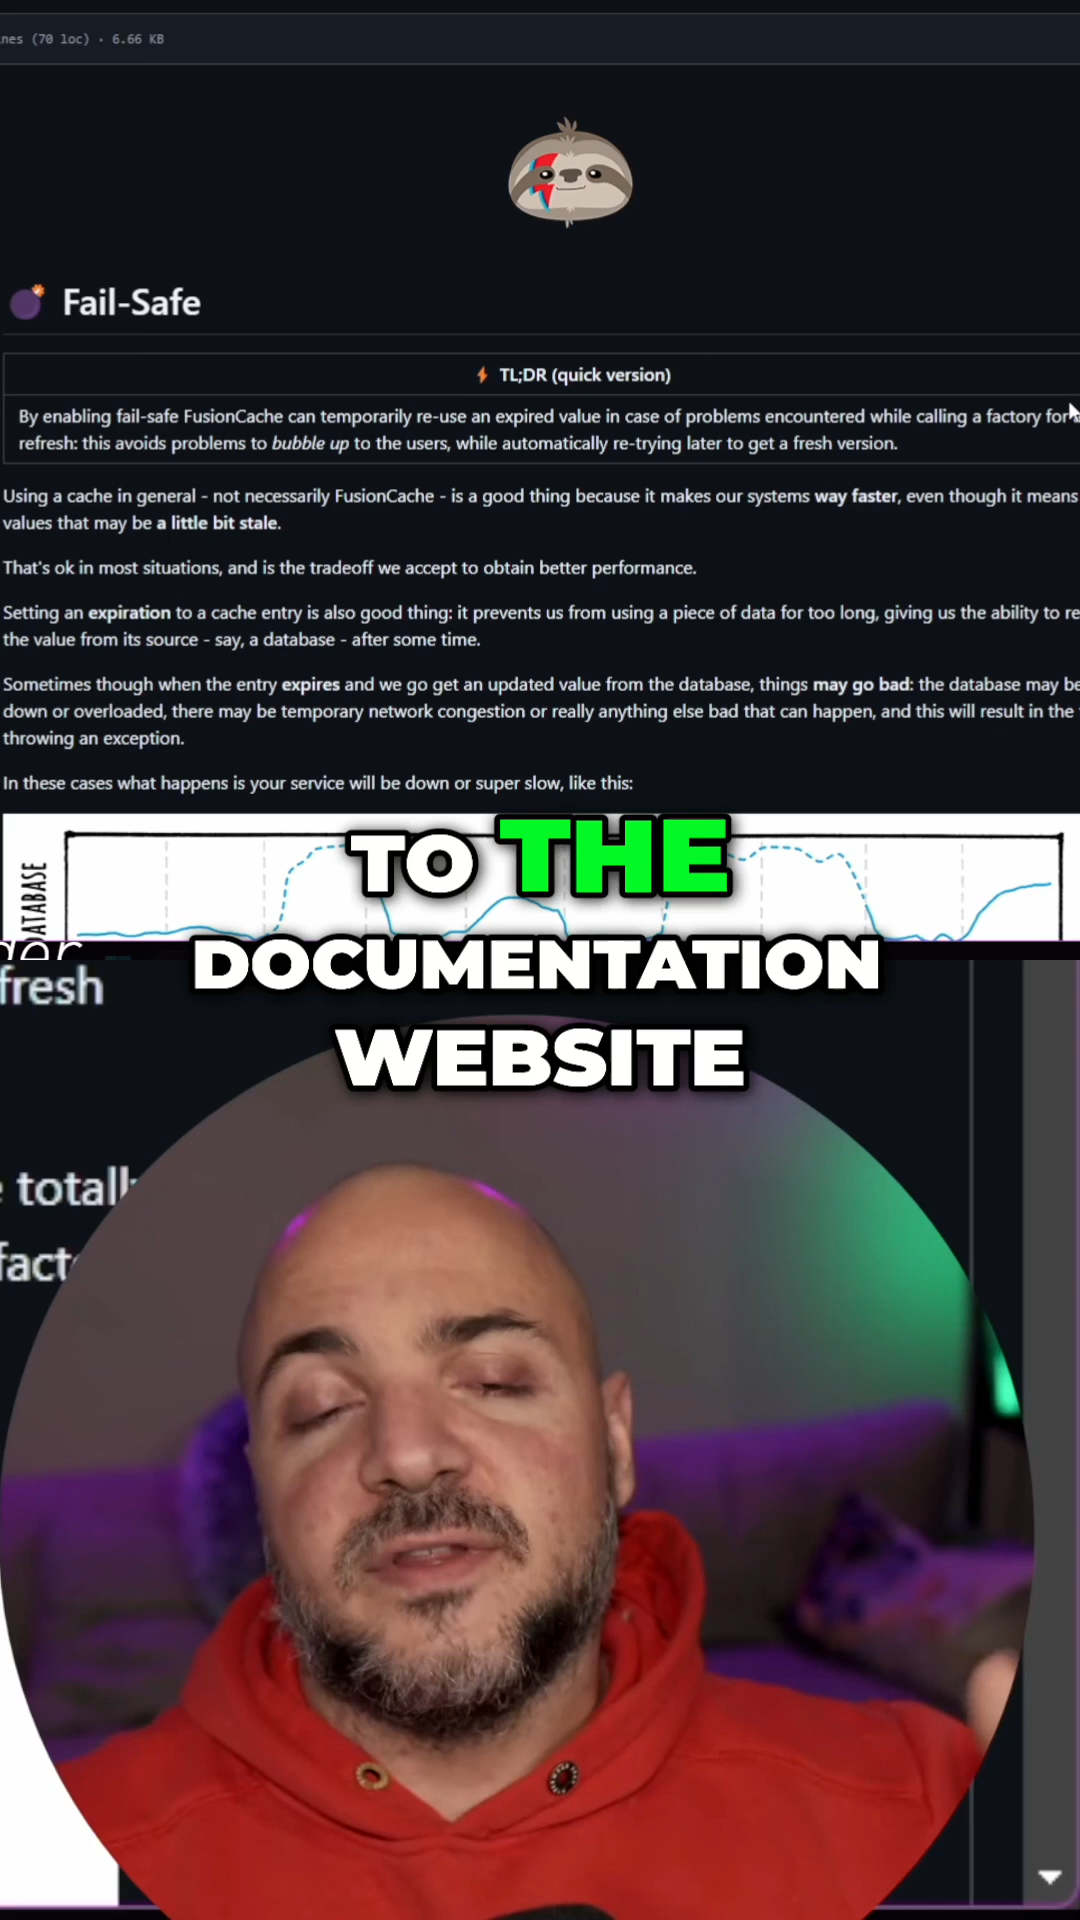 nes (70 loc) • 6.66 KB
Fail-Safe
TL;DR (quick version)
By enabling fail-safe FusionCache can temporarily re-use an expired value in case of problems encountered while calling a factory for
refresh: this avoids problems to bubble up to the users, while automatically re-trying later to get a fresh version.
Using a cache in general - not necessarily FusionCache - is a good thing because it makes our systems way faster, even though it means
values that may be a little bit stale.
That's ok in most situations, and is the tradeoff we accept to obtain better performance.
Setting an expiration to a cache entry is also good thing: it prevents us from using a piece of data for too long, giving us the ability to re
the value from its source - say, a database - after some time.
Sometimes though when the entry expires and we go get an updated value from the database, things may go bad: the database may be
down or overloaded, there may be temporary network congestion or really anything else bad that can happen, and this will result in the
throwing an exception.
In these cases what happens is your service will be down or super slow, like this:
DATABASE
TO THE
DOCUMENTATION
WEBSITE
fresh
totall
fact